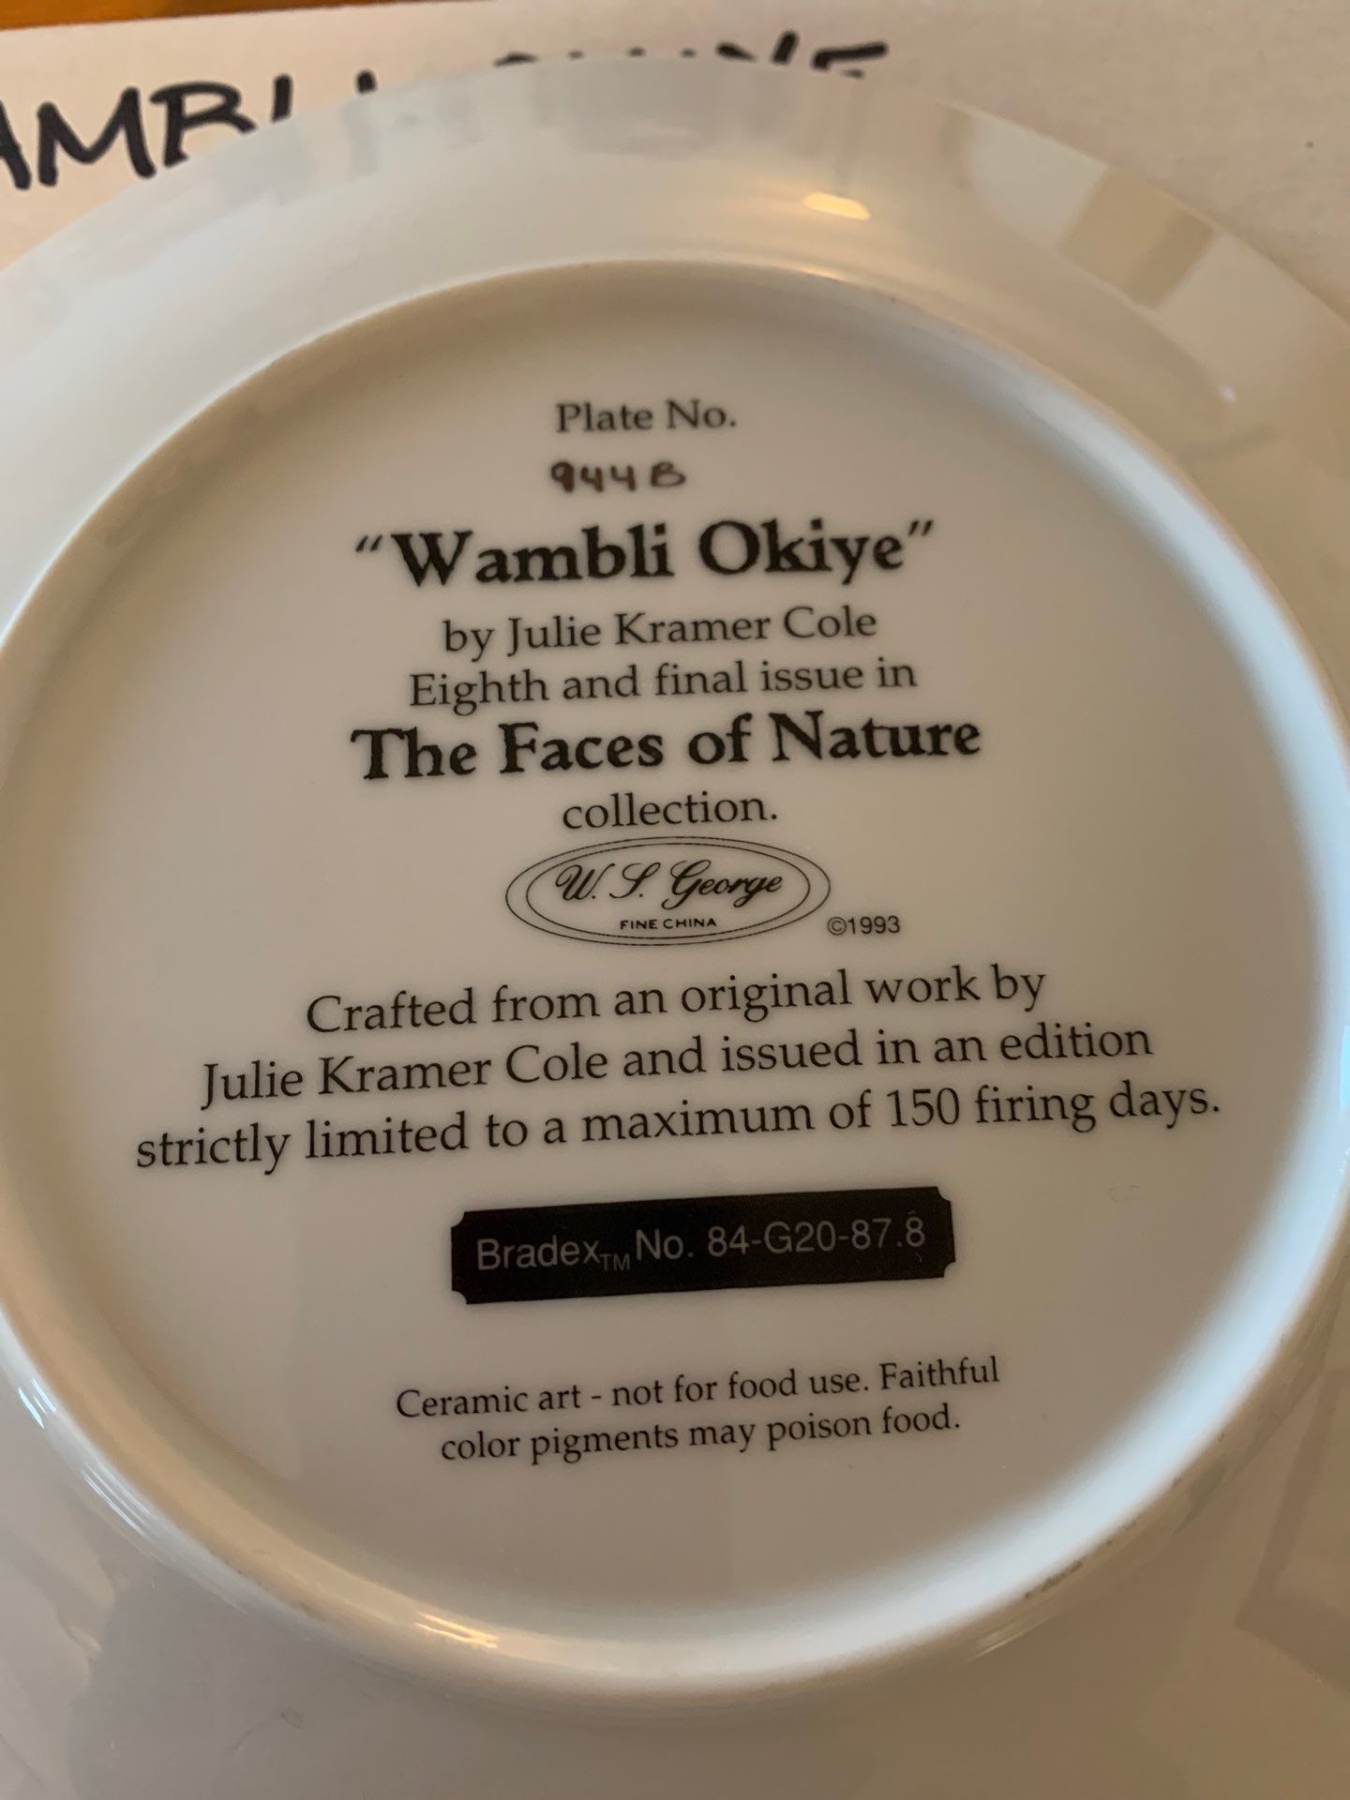 Plate No.
944B
“Wambli Okiye”
by Julie Kramer Cole
Eighth and final issue in
The Faces of Nature
collection.
W. S. George
FINE CHINA
©1993
Crafted from an original work by
Julie Kramer Cole and issued in an edition
strictly limited to a maximum of 150 firing days.
Bradex™ No. 84-G20-87.8
Ceramic art - not for food use. Faithful
color pigments may poison food.